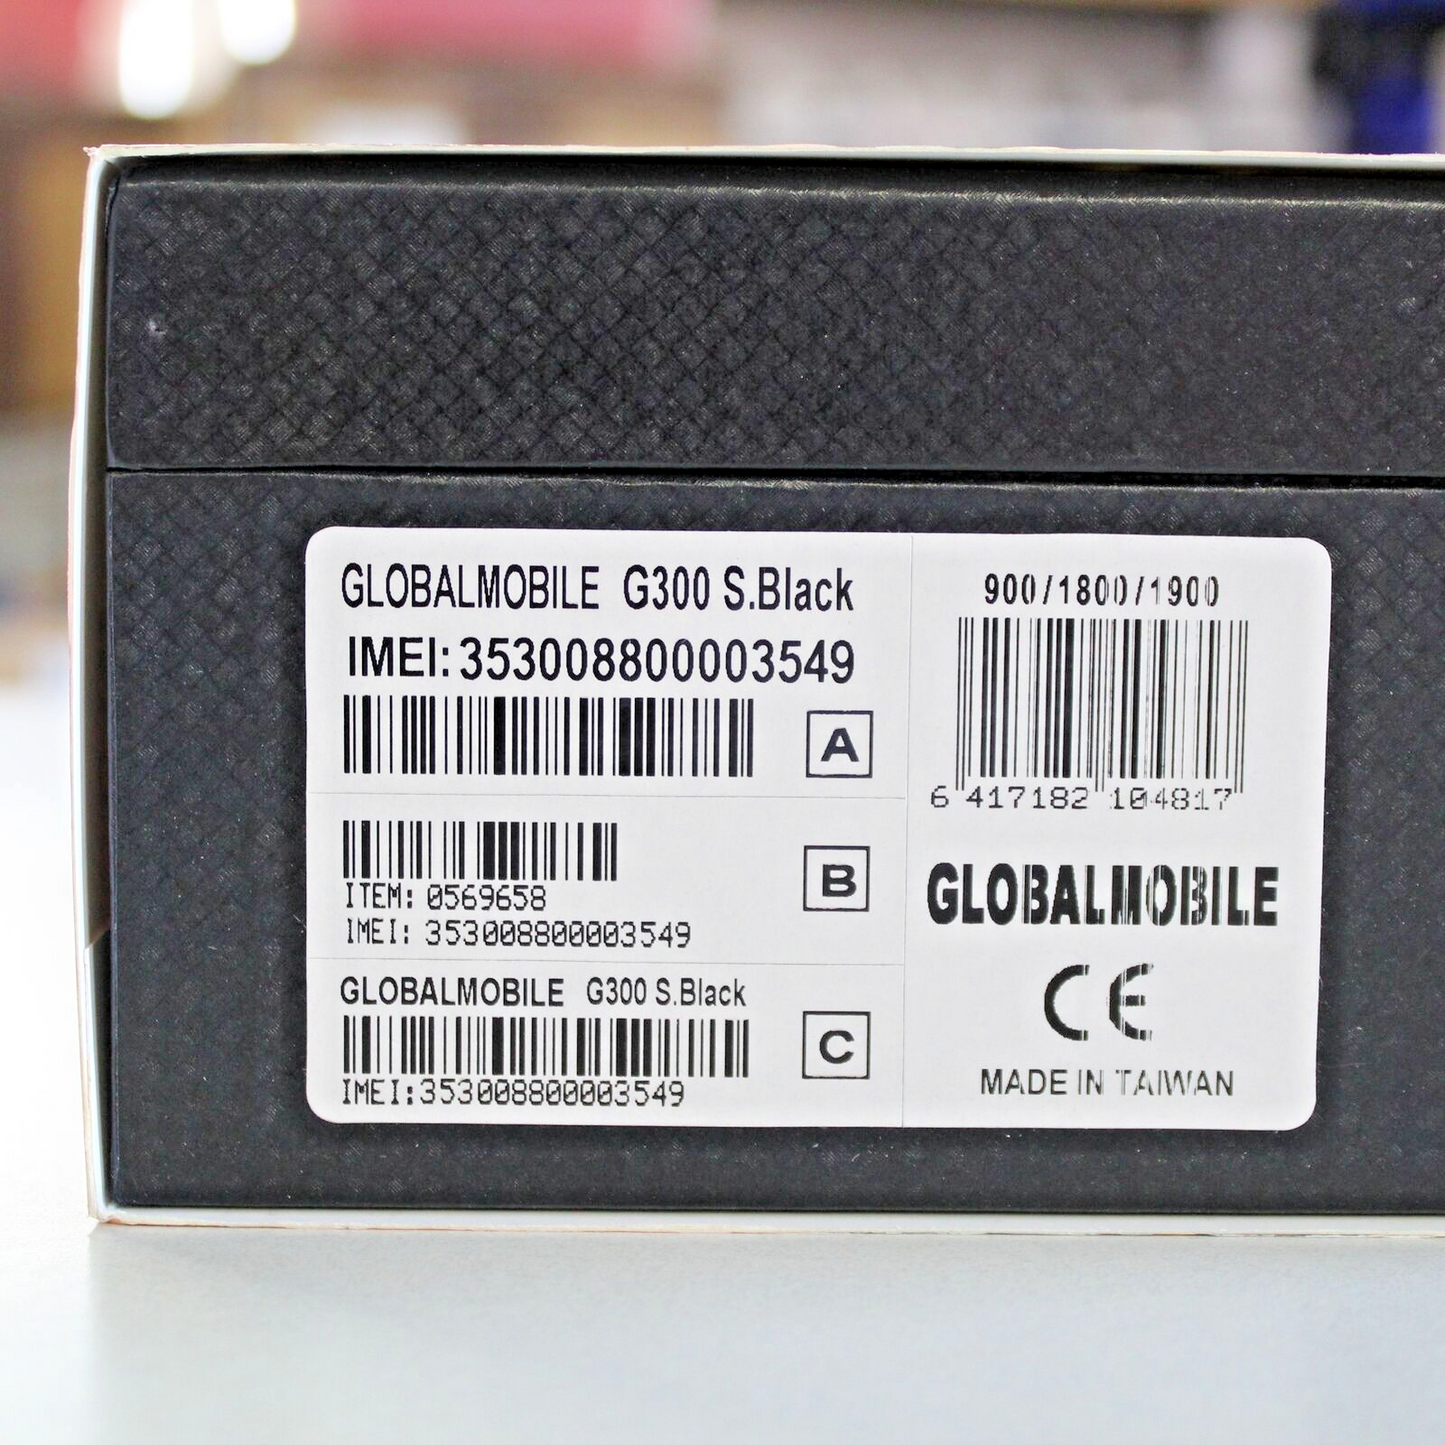 GLOBALMOBILE G300 S.Black
IMEI: 353008800003549
A
ITEM: 0569658
IMEI: 353008800003549
B
GLOBALMOBILE G300 S.Black
IMEI:353008800003549
C
900/1800/1900
6 417182 104817
GLOBALMOBILE
CE
MADE IN TAIWAN